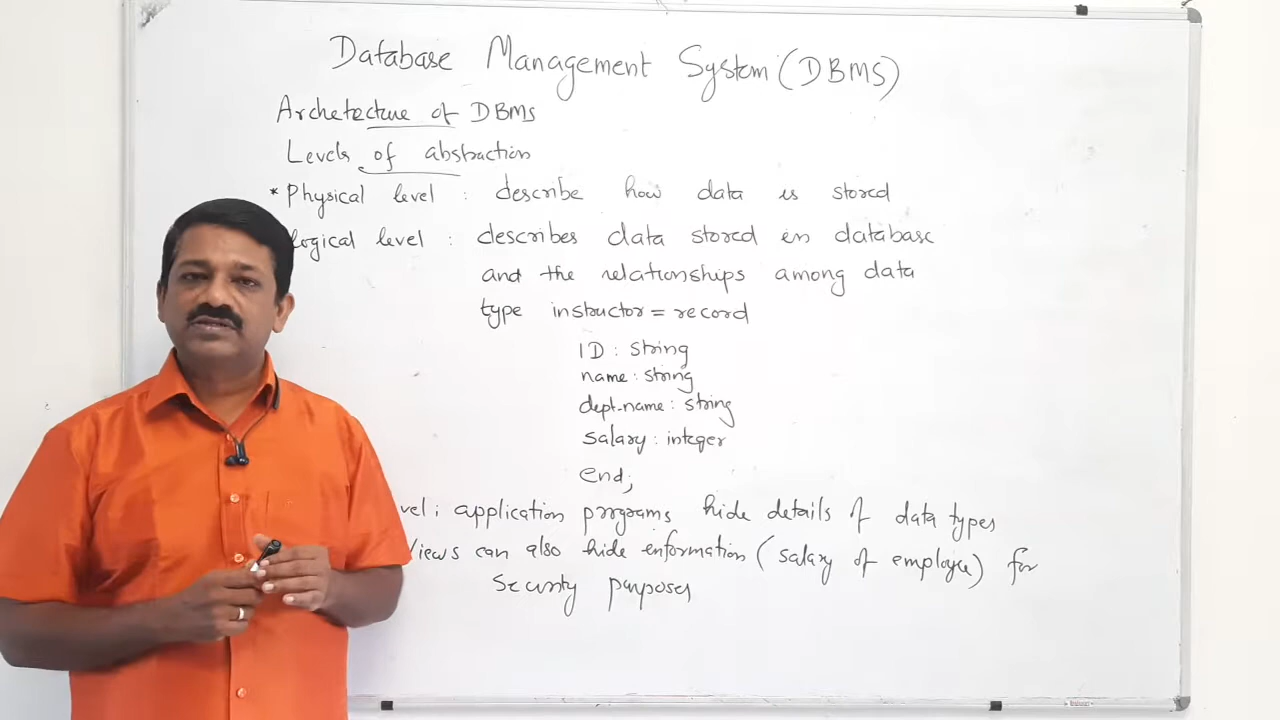 Database Management System (DBMS)
Archetecture of DBMS
Levels of abstraction
* Physical level : describe how data is stored
logical level : describes data stored in database
and the relationships among data
type instructor = record
ID : string
name : string
dept-name : string
salary : integer
end;
vel : application programs hide details of data types
Views can also hide information ( salary of employee) for
Security purposes